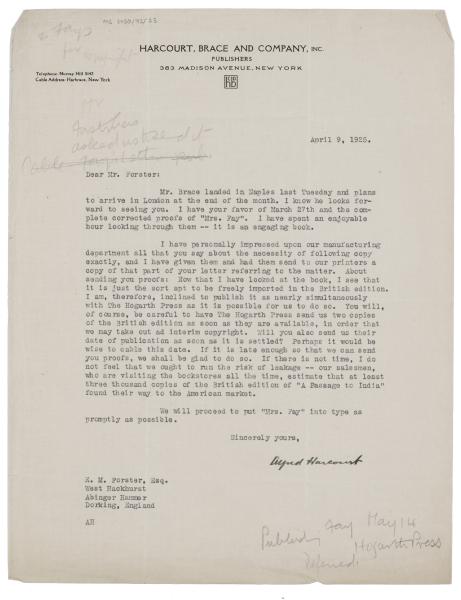 MS 2750/92/33
2 Fays
for
HARCOURT, BRACE AND COMPANY, INC.
PUBLISHERS
383 MADISON AVENUE, NEW YORK
Telephone: Murray Hill 5147
Cable Address: Harbrace, New York
April 9, 1925.
Dear Mr. Forster:
Mr. Brace landed in Naples last Tuesday and plans
to arrive in London at the end of the month. I know he looks for-
ward to seeing you. I have your favor of March 27th and the com-
plete corrected proofs of "Mrs. Fay". I have spent an enjoyable
hour looking through them -- it is an engaging book.
I have personally impressed upon our manufacturing
department all that you say about the necessity of following copy
exactly, and I have given them and had them send to our printers a
copy of that part of your letter referring to the matter. About
sending you proofs: Now that I have looked at the book, I see that
it is just the sort apt to be freely imported in the British edition.
I am, therefore, inclined to publish it as nearly simultaneously
with The Hogarth Press as it is possible for us to do so. You will,
of course, be careful to have The Hogarth Press send us two copies
of the British edition as soon as they are available, in order that
we may take out ad interim copyright. Will you also send us their
date of publication as soon as it is settled? Perhaps it would be
wise to cable this date. If it is late enough so that we can send
you proofs, we shall be glad to do so. If there is not time, I do
not feel that we ought to run the risk of leakage -- our salesmen,
who are visiting the bookstores all the time, estimate that at least
three thousand copies of the British edition of "A Passage to India"
found their way to the American market.
We will proceed to put "Mrs. Fay" into type as
promptly as possible.
Sincerely yours,
Alfred Harcourt
E. M. Forster, Esq.
West Hackhurst
Abinger Hammer
Dorking, England
AH
Fay May 14
Hogarth Press